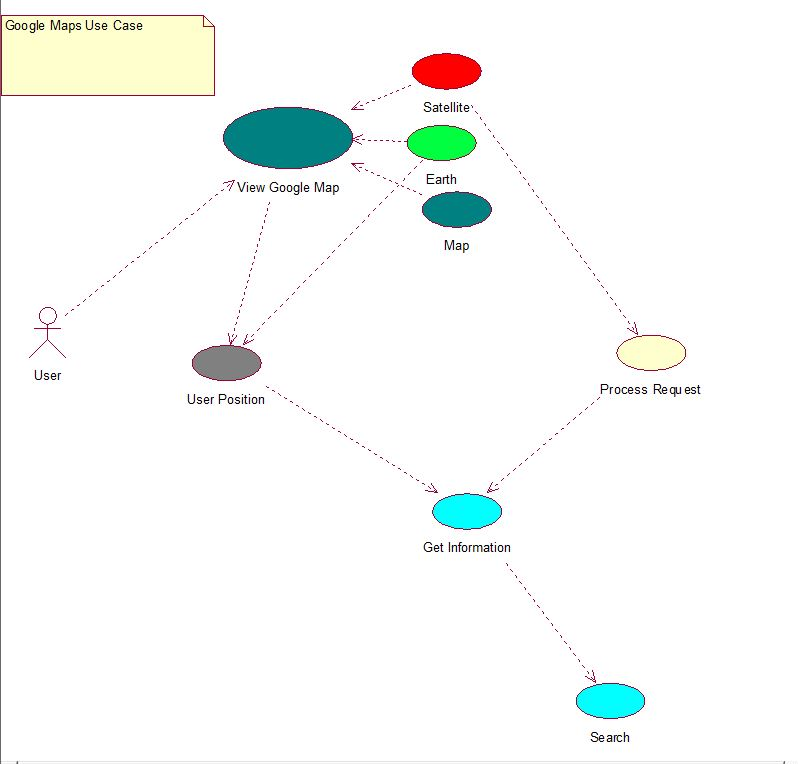 Google Maps Use Case
Satellite
View Google Map
Earth
Map
User
User Position
Process Request
Get Information
Search